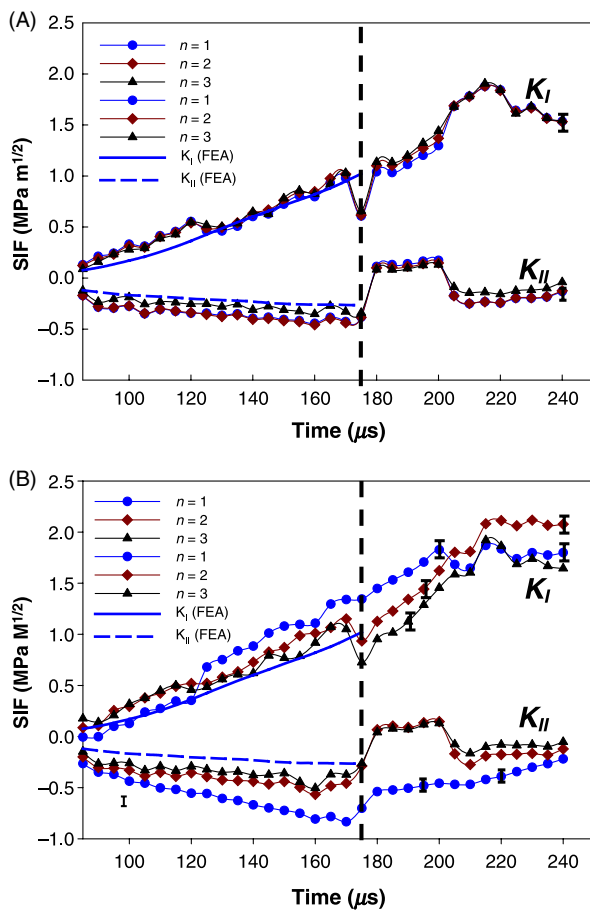 (A)
2.5
2.0
1.5
1.0
0.5
0.0
−0.5
−1.0
SIF (MPa m1/2)
n = 1
n = 2
n = 3
n = 1
n = 2
n = 3
KI (FEA)
KII (FEA)
KI
KII
100 120 140 160 180 200 220 240
Time (μs)
(B)
2.5
2.0
1.5
1.0
0.5
0.0
−0.5
−1.0
SIF (MPa M1/2)
n = 1
n = 2
n = 3
n = 1
n = 2
n = 3
KI (FEA)
KII (FEA)
KI
KII
100 120 140 160 180 200 220 240
Time (μs)